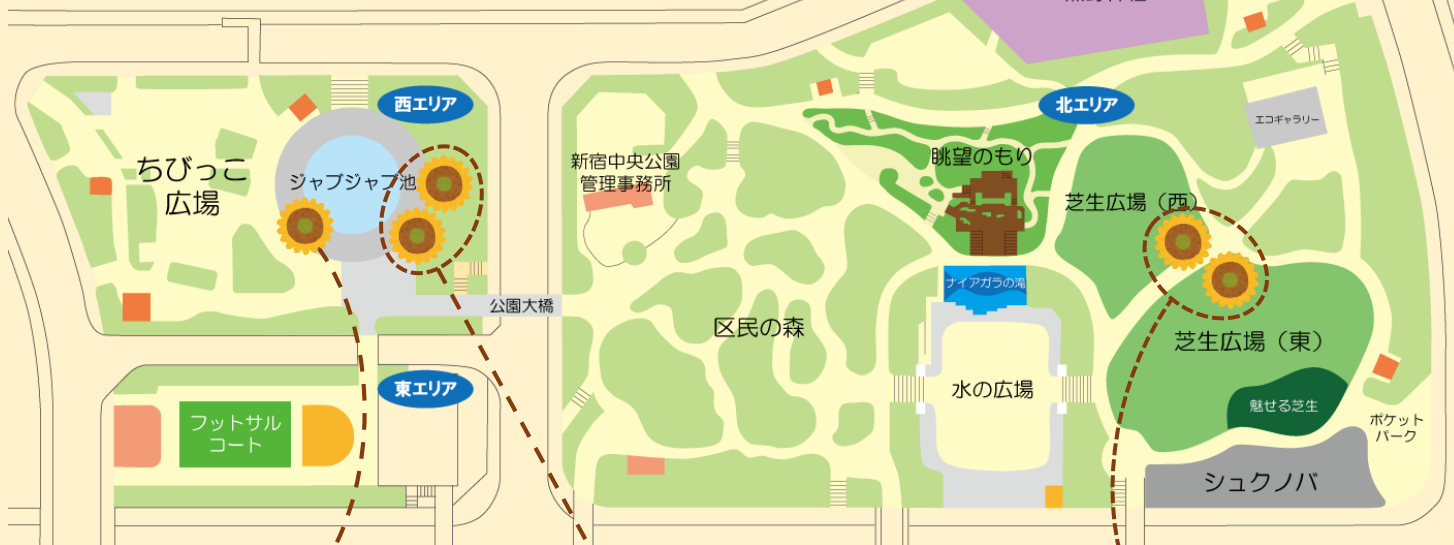 西エリア
北エリア
エコギャラリー
ちびっこ
広場
ジャブジャブ池
新宿中央公園
管理事務所
眺望のもり
芝生広場（西）
ナイアガラの滝
公園大橋
区民の森
芝生広場（東）
東エリア
水の広場
魅せる芝生
フットサル
コート
ポケット
パーク
シュクノバ